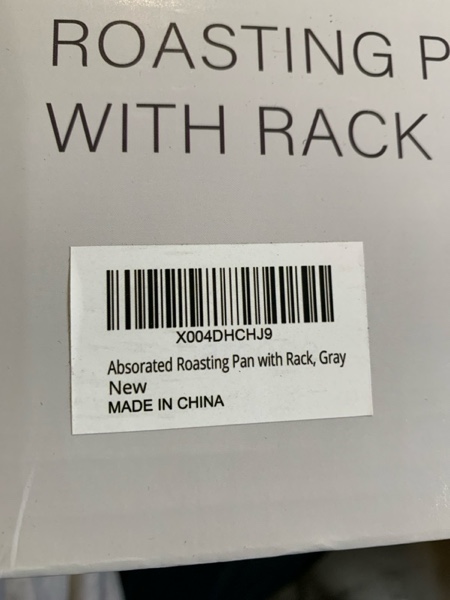 ROASTING P
WITH RACK
X004DHCHJ9
Absorated Roasting Pan with Rack, Gray
New
MADE IN CHINA